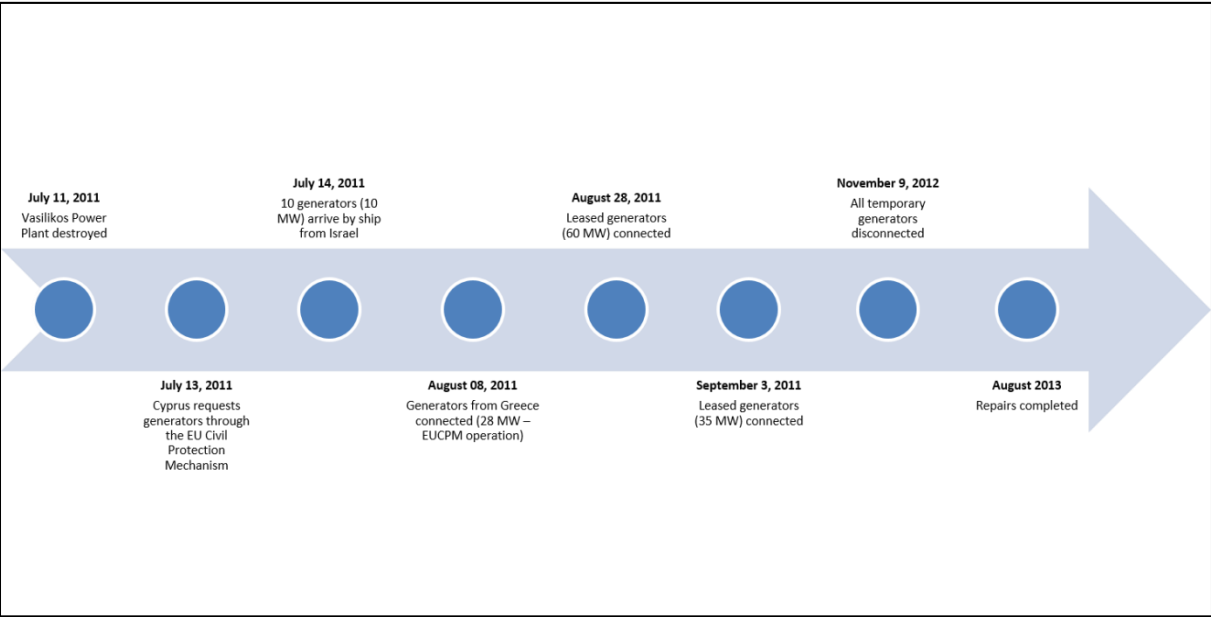 July 11, 2011
Vasilikos Power
Plant destroyed
July 13, 2011
Cyprus requests
generators through
the EU Civil
Protection
Mechanism
July 14, 2011
10 generators (10
MW) arrive by ship
from Israel
August 08, 2011
Generators from Greece
connected (28 MW –
EUCPM operation)
August 28, 2011
Leased generators
(60 MW) connected
September 3, 2011
Leased generators
(35 MW) connected
November 9, 2012
All temporary
generators
disconnected
August 2013
Repairs completed